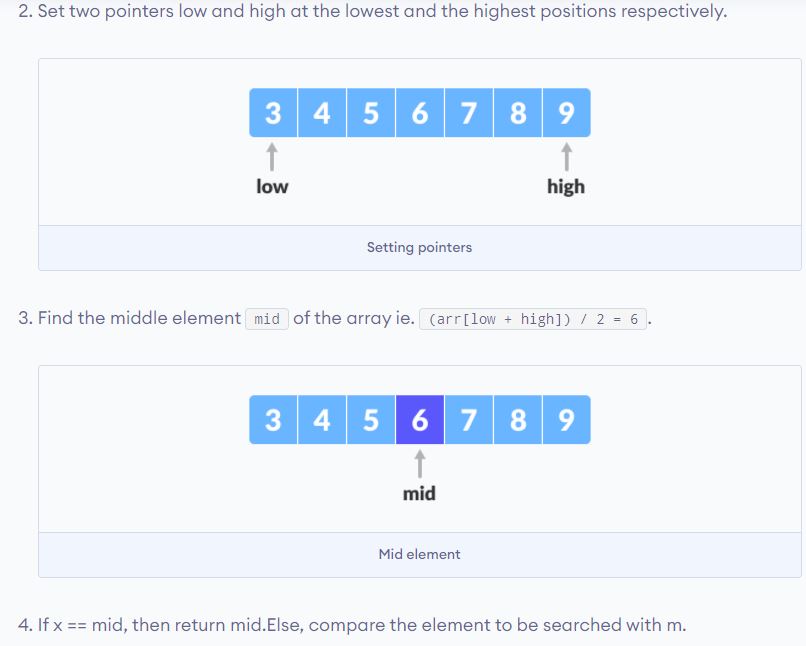 2. Set two pointers low and high at the lowest and the highest positions respectively.
3 4 5 6 7 8 9
low high
Setting pointers
3. Find the middle element mid of the array ie. (arr[low + high]) / 2 = 6.
3 4 5 6 7 8 9
mid
Mid element
4. If x == mid, then return mid.Else, compare the element to be searched with m.